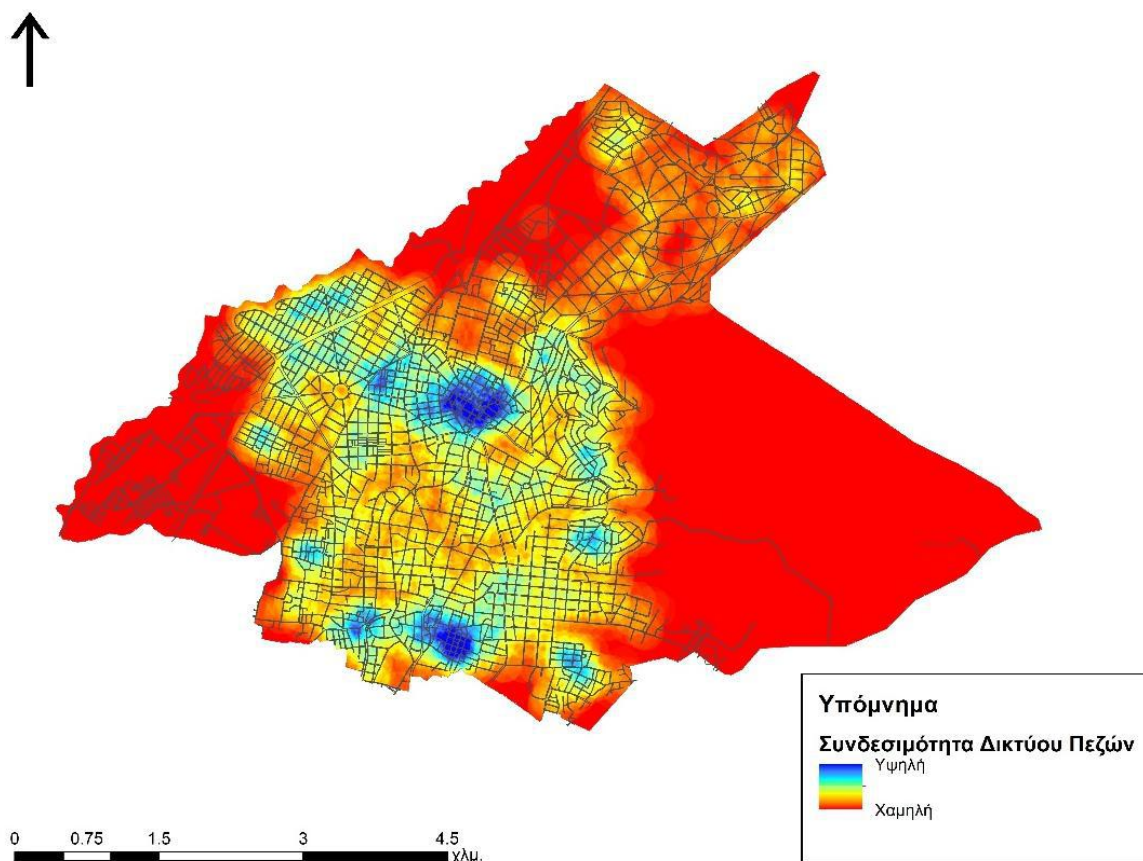 Υπόμνημα
Συνδεσιμότητα Δικτύου Πεζών
Υψηλή
Χαμηλή
0 0.75 1.5 3 4.5
χλμ.